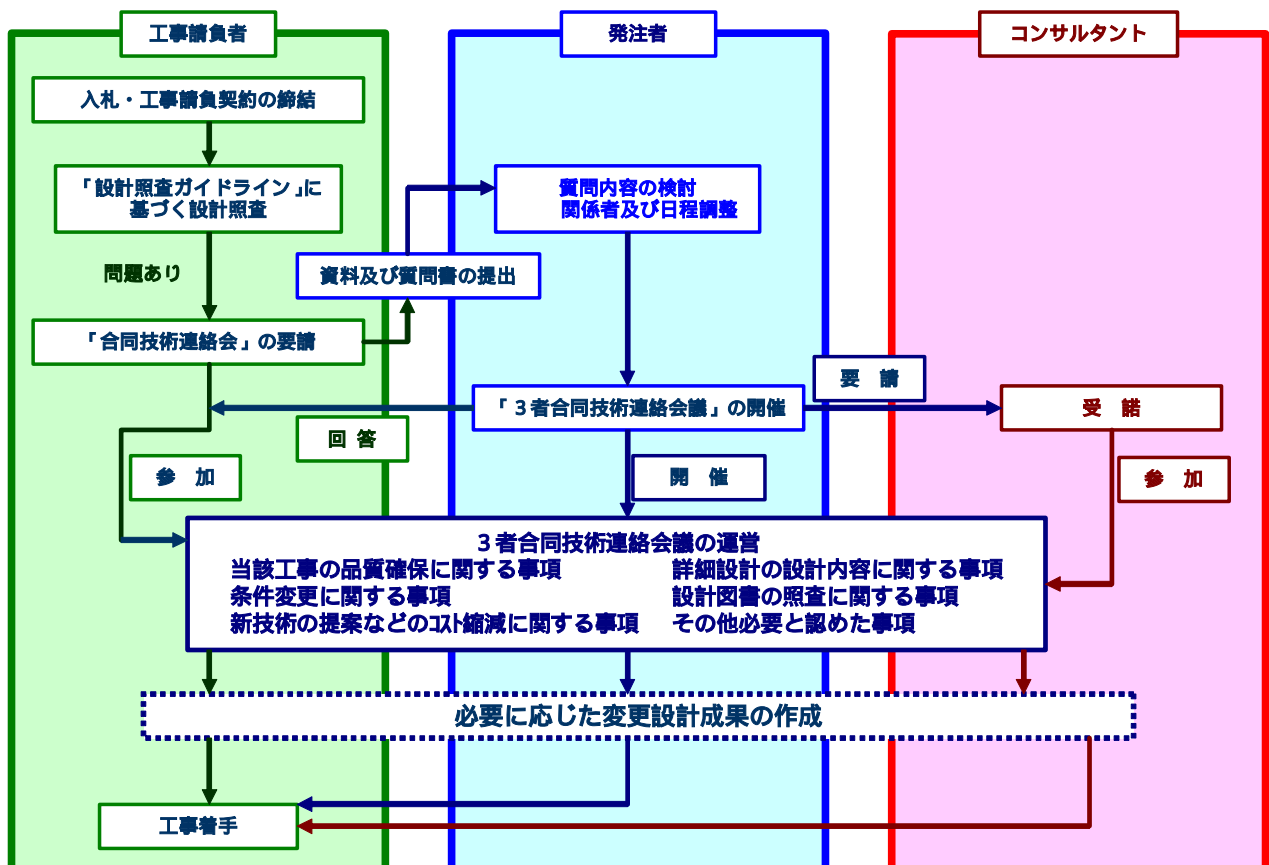 工事請負者
発注者
コンサルタント
入札・工事請負契約の締結
「設計照査ガイドライン」に
基づく設計照査
質問内容の検討
関係者及び日程調整
問題あり
資料及び質問書の提出
「合同技術連絡会」の要請
要 請
「3者合同技術連絡会議」の開催
受 諾
回 答
参 加
開 催
参 加
3者合同技術連絡会議の運営
当該工事の品質確保に関する事項 詳細設計の設計内容に関する事項
条件変更に関する事項 設計図書の照査に関する事項
新技術の提案などのコスト縮減に関する事項 その他必要と認めた事項
必要に応じた変更設計成果の作成
工事着手